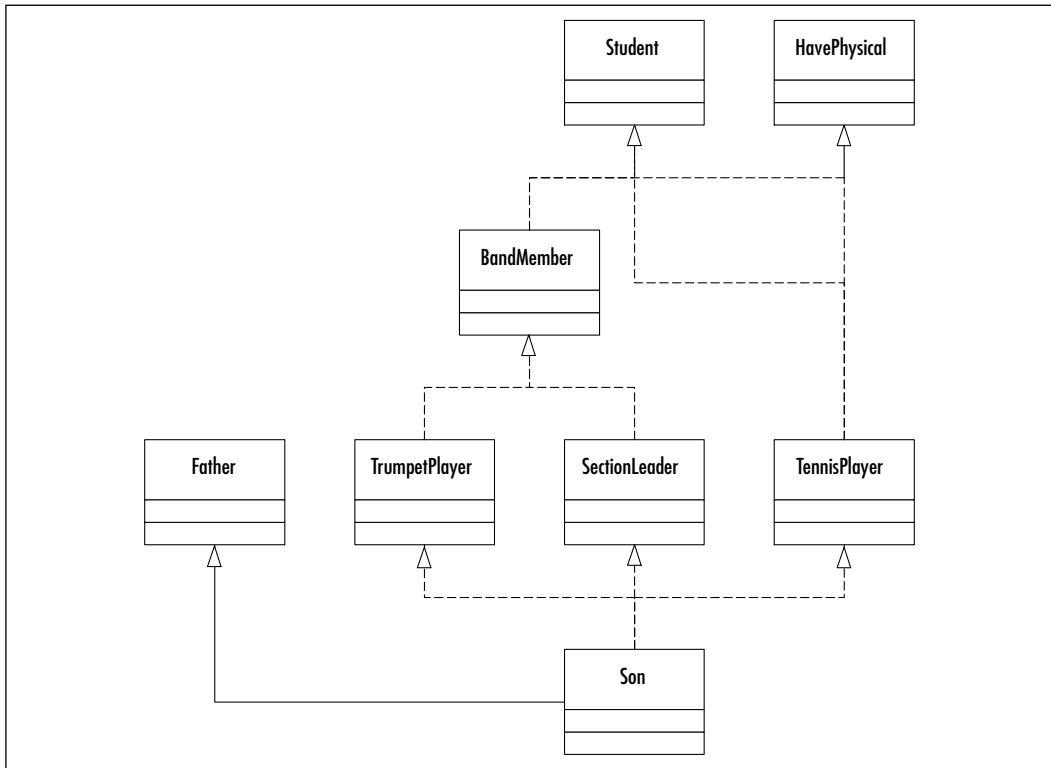 Student
HavePhysical
BandMember
Father
TrumpetPlayer
SectionLeader
TennisPlayer
Son